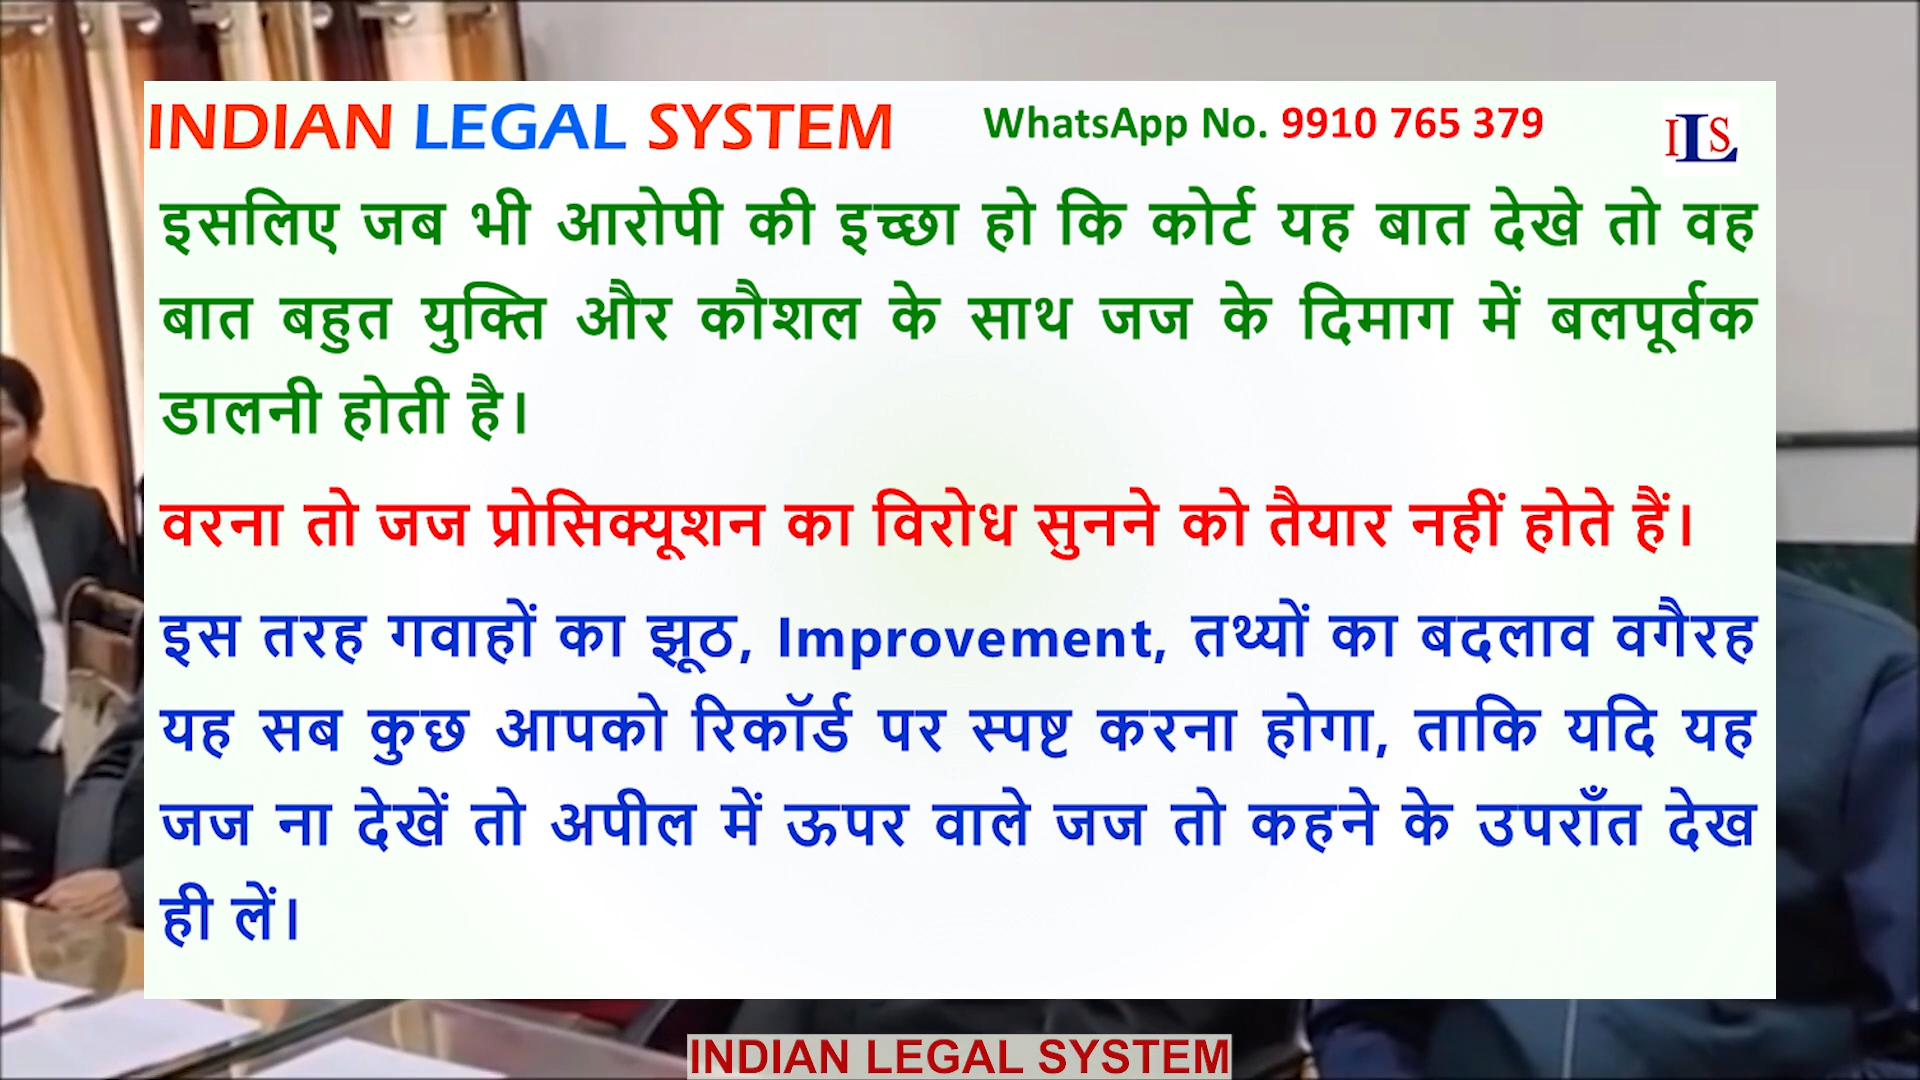 INDIAN LEGAL SYSTEM WhatsApp No. 9910 765 379 ILS
इसलिए जब भी आरोपी की इच्छा हो कि कोर्ट यह बात देखे तो वह
बात बहुत युक्ति और कौशल के साथ जज के दिमाग में बलपूर्वक
डालनी होती है।
वरना तो जज प्रोसिक्यूशन का विरोध सुनने को तैयार नहीं होते हैं।
इस तरह गवाहों का झूठ, Improvement, तथ्यों का बदलाव वगैरह
यह सब कुछ आपको रिकॉर्ड पर स्पष्ट करना होगा, ताकि यदि यह
जज ना देखें तो अपील में ऊपर वाले जज तो कहने के उपराँत देख
ही लें।
INDIAN LEGAL SYSTEM